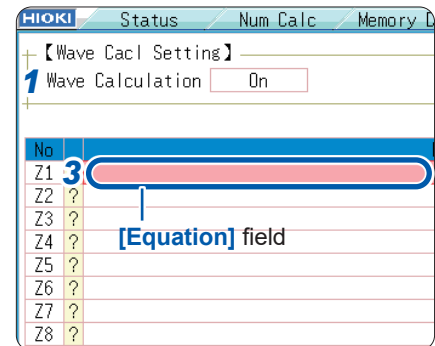 HIOKI Status Num Calc Memory D
【Wave Cacl Setting】
1 Wave Calculation On
No
Z1 3
Z2 ?
[Equation] field
Z3 ?
Z4 ?
Z5 ?
Z6 ?
Z7 ?
Z8 ?